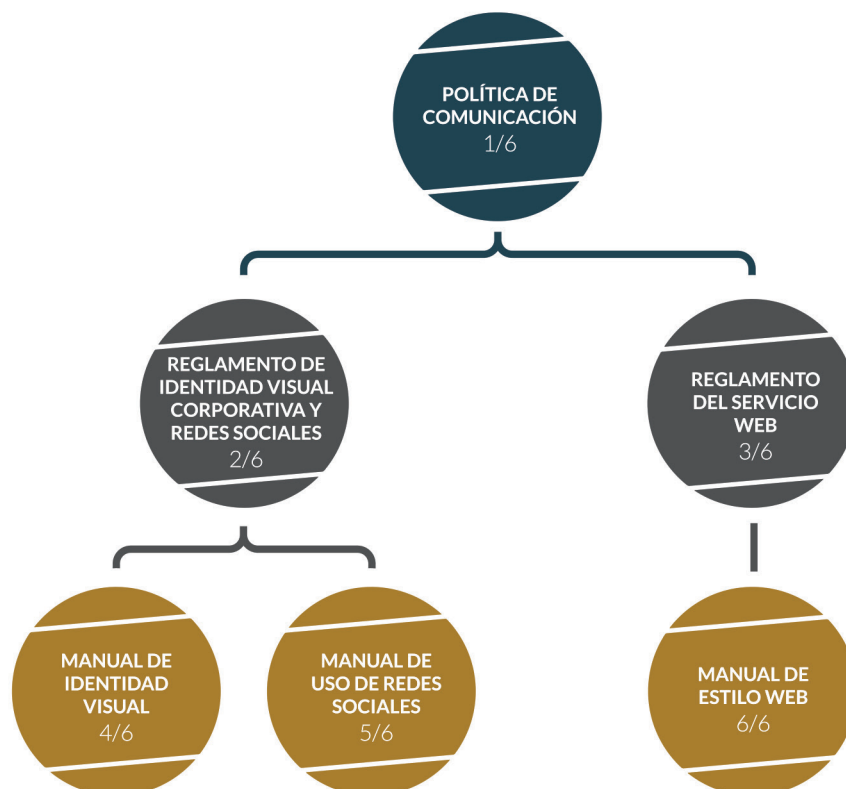 POLÍTICA DE
COMUNICACIÓN
1/6
REGLAMENTO DE
IDENTIDAD VISUAL
CORPORATIVA Y
REDES SOCIALES
2/6
REGLAMENTO
DEL SERVICIO
WEB
3/6
MANUAL DE
IDENTIDAD
VISUAL
4/6
MANUAL DE
USO DE REDES
SOCIALES
5/6
MANUAL DE
ESTILO WEB
6/6